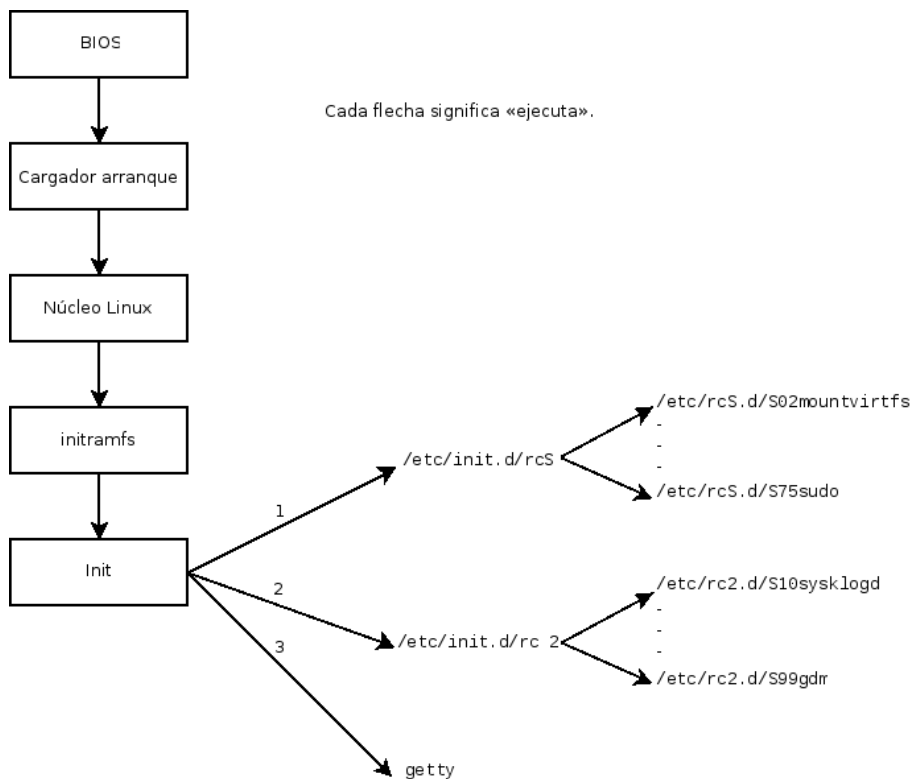 BIOS
Cada flecha significa «ejecuta».
Cargador arranque
Núcleo Linux
initramfs
Init
1
2
3
/etc/init.d/rcS
/etc/rcS.d/S02mountvirtfs
-
-
-
/etc/rcS.d/S75sudo
/etc/init.d/rc 2
/etc/rc2.d/S10sysklogd
-
-
-
/etc/rc2.d/S99gdm
getty